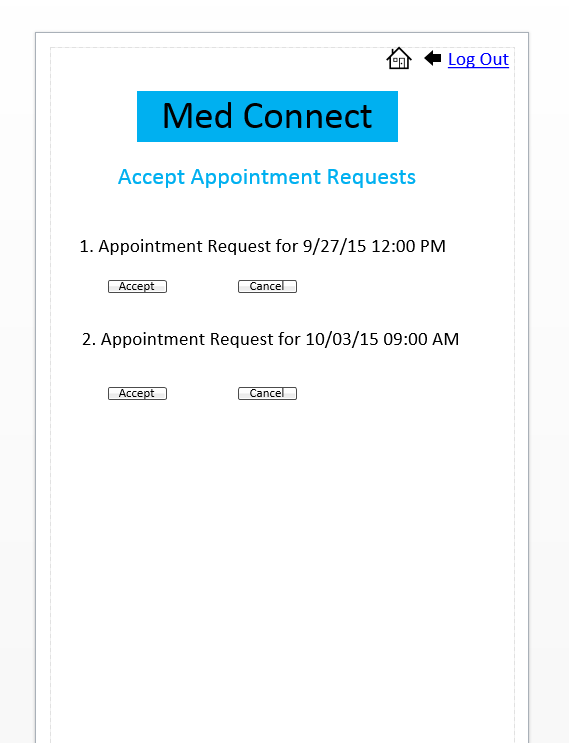 Log Out
Med Connect
Accept Appointment Requests
1. Appointment Request for 9/27/15 12:00 PM
Accept Cancel
2. Appointment Request for 10/03/15 09:00 AM
Accept Cancel